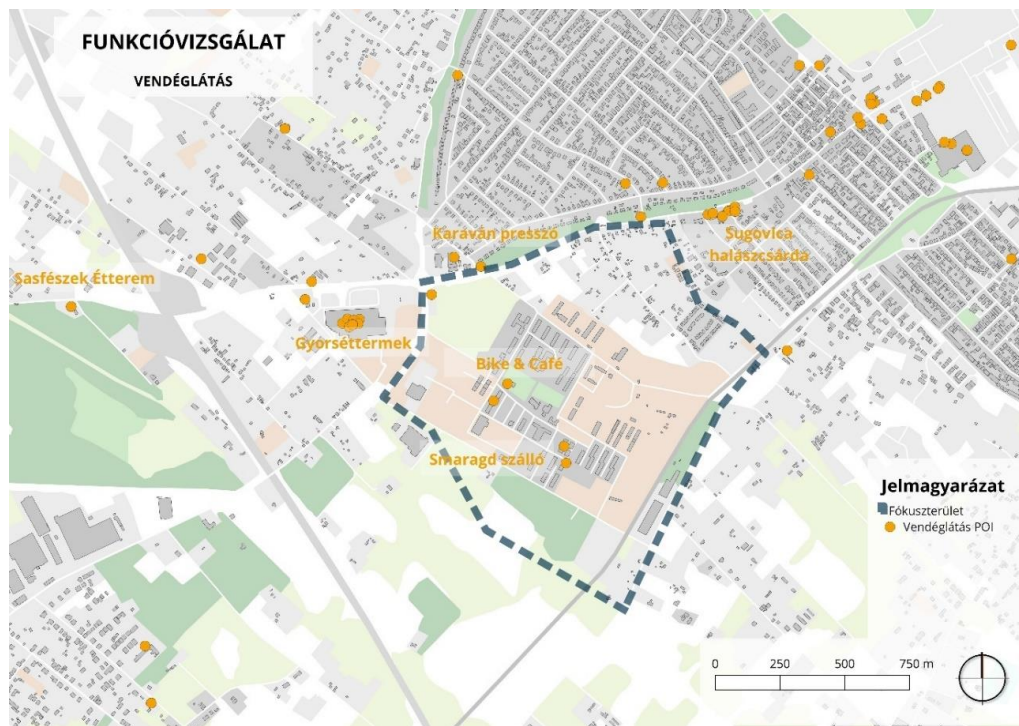 FUNKCIÓVIZSGÁLAT
VENDÉGLÁTÁS
Karaván presszó
Sugovica
halászcsárda
Sasfészek Étterem
Gyorséttermek
Bike & Café
Smaragd szálló
Jelmagyarázat
Fókuszterület
Vendéglátás POI
0 250 500 750 m